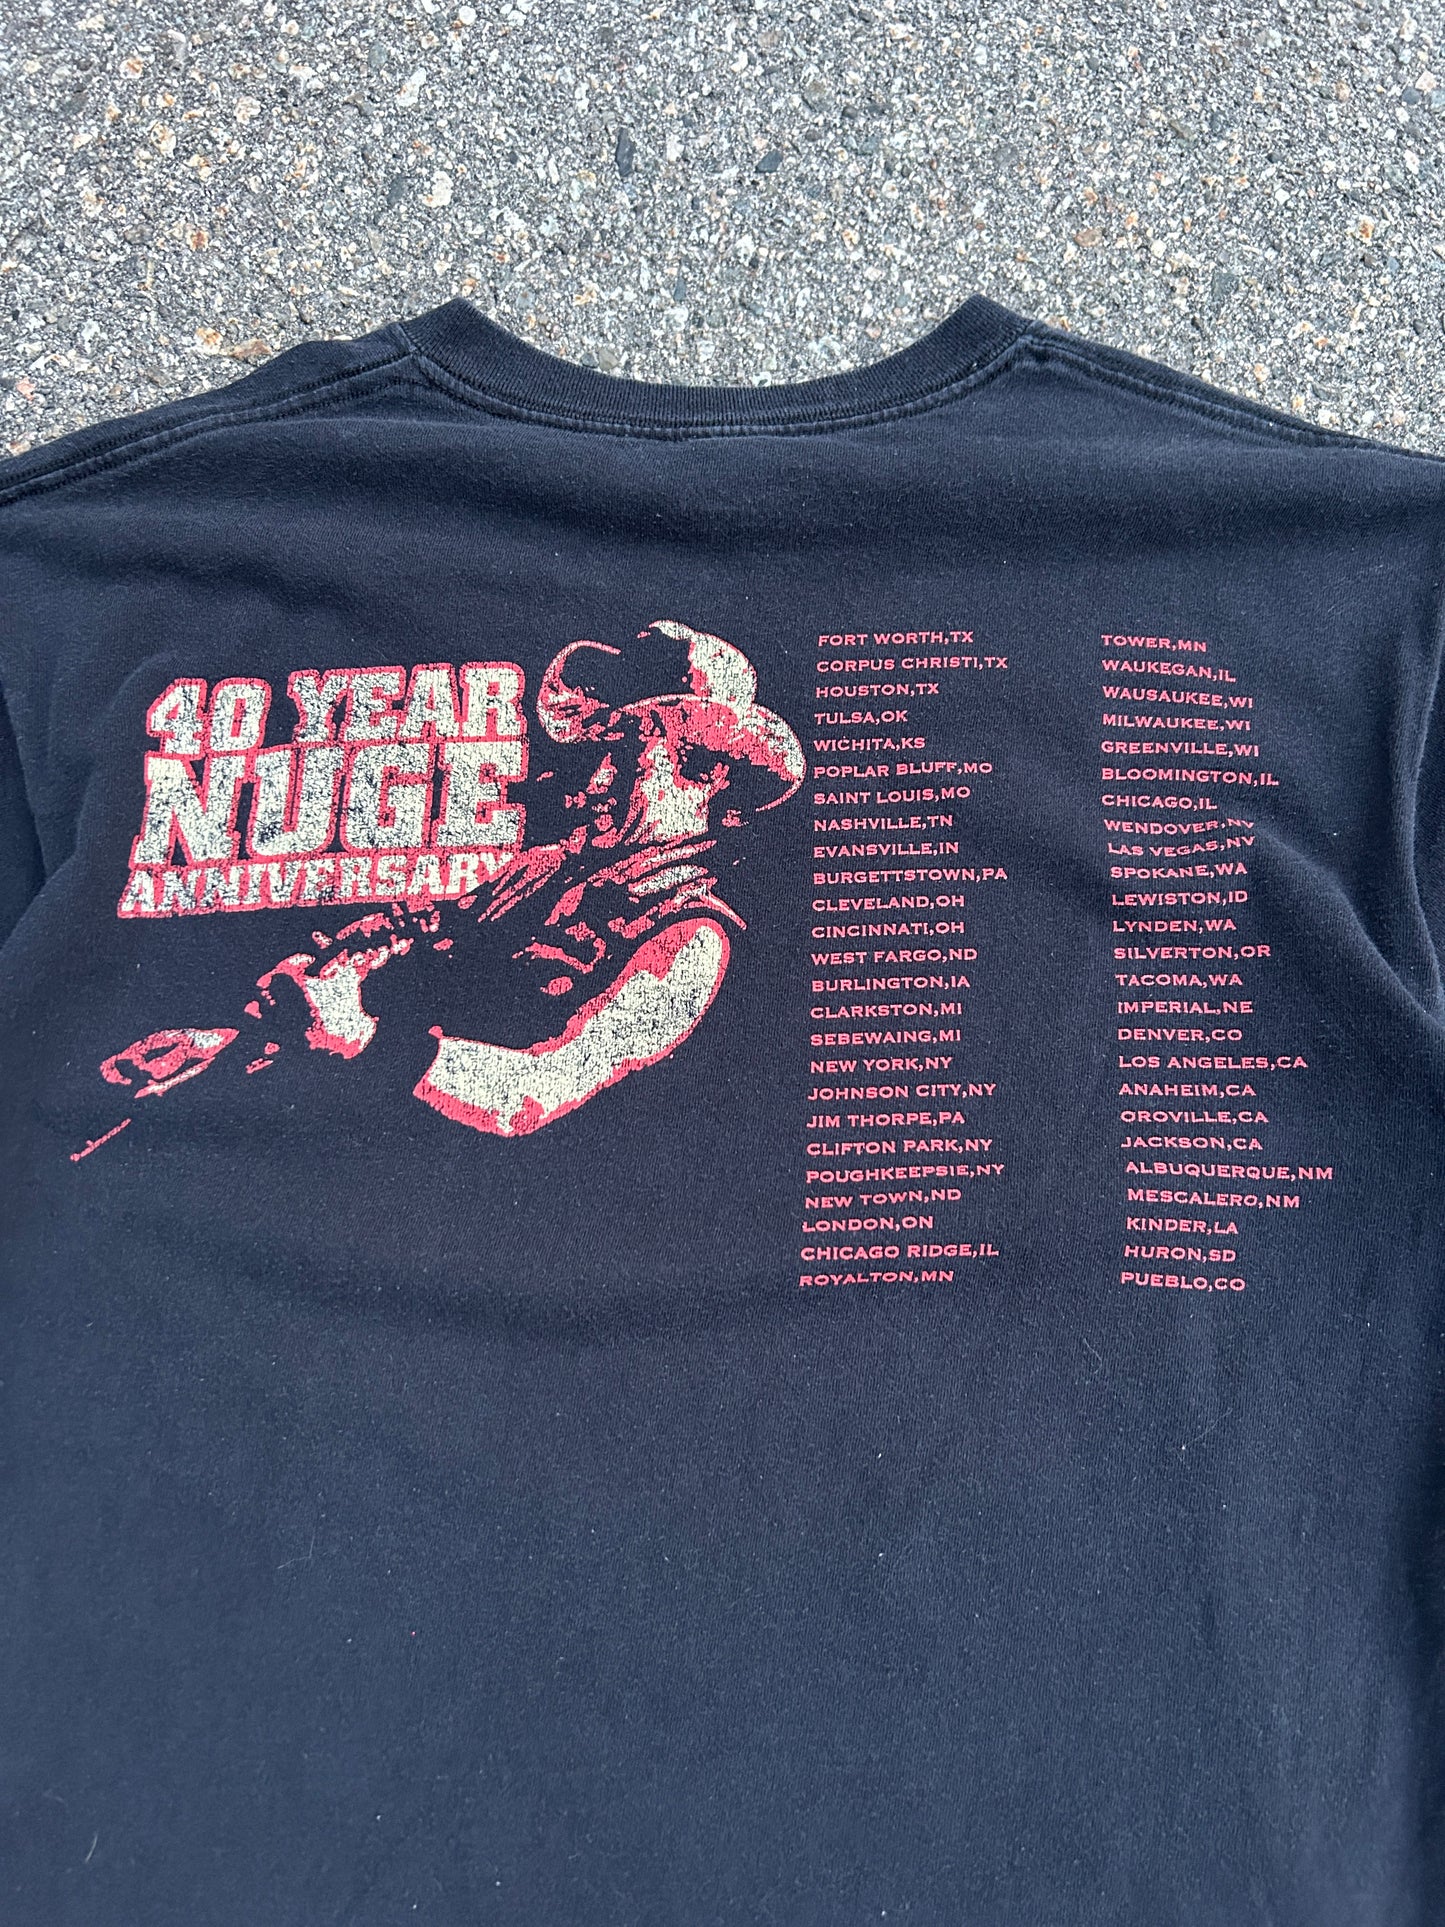 40 YEAR
NUGE
ANNIVERSARY
FORT WORTH,TX
CORPUS CHRISTI,TX
HOUSTON,TX
TULSA,OK
WICHITA,KS
POPLAR BLUFF,MO
SAINT LOUIS,MO
NASHVILLE,TN
EVANSVILLE,IN
BURGETTSTOWN,PA
CLEVELAND,OH
CINCINNATI,OH
WEST FARGO,ND
BURLINGTON,IA
CLARKSTON,MI
SEBEWAING,MI
NEW YORK,NY
JOHNSON CITY,NY
JIM THORPE,PA
CLIFTON PARK,NY
POUGHKEEPSIE,NY
NEW TOWN,ND
LONDON,ON
CHICAGO RIDGE,IL
ROYALTON,MN
TOWER,MN
WAUKEGAN,IL
WAUSAUKEE,WI
MILWAUKEE,WI
GREENVILLE,WI
BLOOMINGTON,IL
CHICAGO,IL
WENDOVER,NV
LAS VEGAS,NV
SPOKANE,WA
LEWISTON,ID
LYNDEN,WA
SILVERTON,OR
TACOMA,WA
IMPERIAL,NE
DENVER,CO
LOS ANGELES,CA
ANAHEIM,CA
OROVILLE,CA
JACKSON,CA
ALBUQUERQUE,NM
MESCALERO,NM
KINDER,LA
HURON,SD
PUEBLO,CO